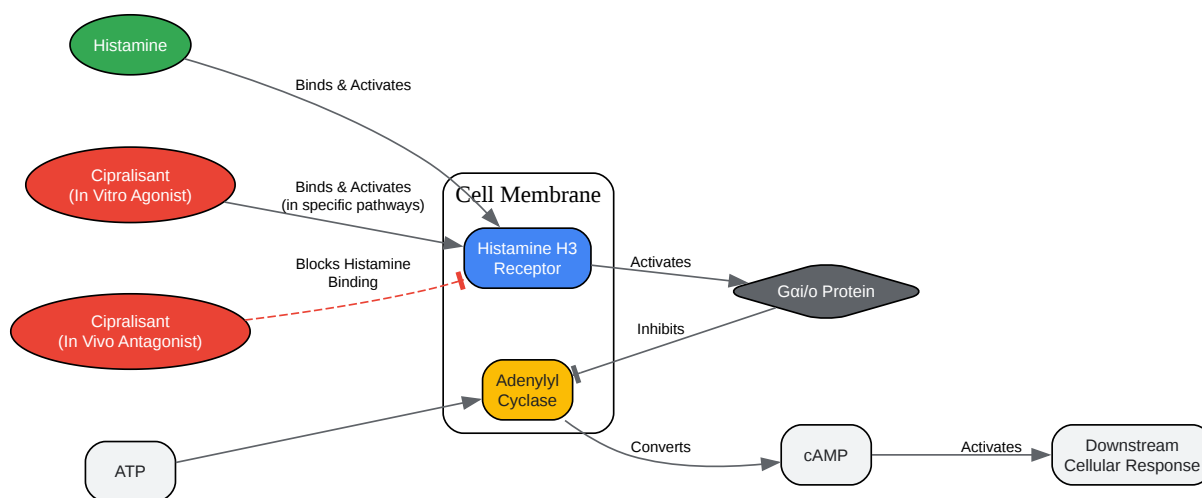 Histamine
Binds & Activates
Cipralisant
(In Vitro Agonist)
Binds & Activates
(in specific pathways)
Cell Membrane
Histamine H3
Receptor
Activates
Gαi/o Protein
Blocks Histamine
Binding
Cipralisant
(In Vivo Antagonist)
Inhibits
Adenylyl
Cyclase
ATP
Converts
cAMP
Activates
Downstream
Cellular Response